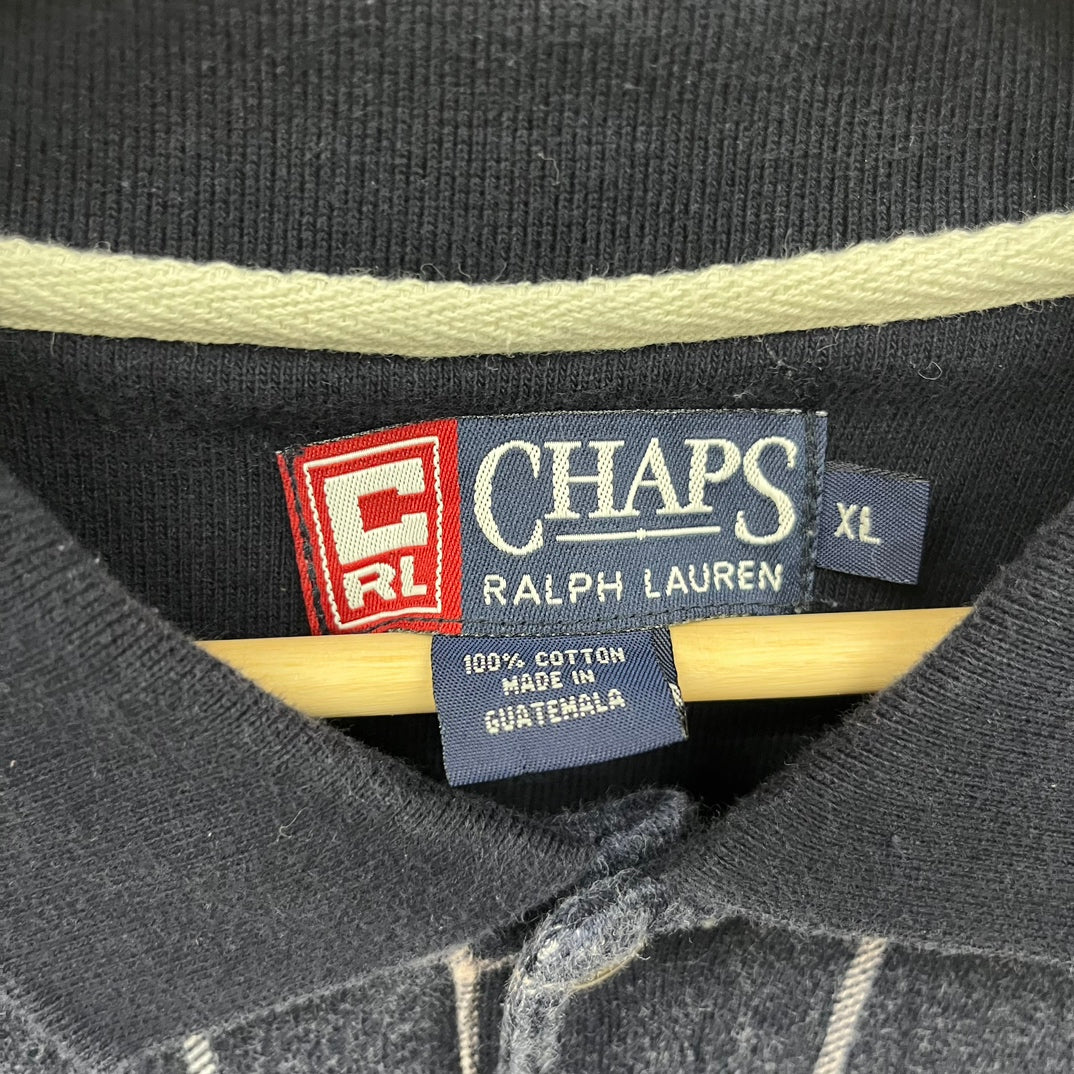 C
RL
CHAPS
RALPH LAUREN
XL
100% COTTON
MADE IN
GUATEMALA